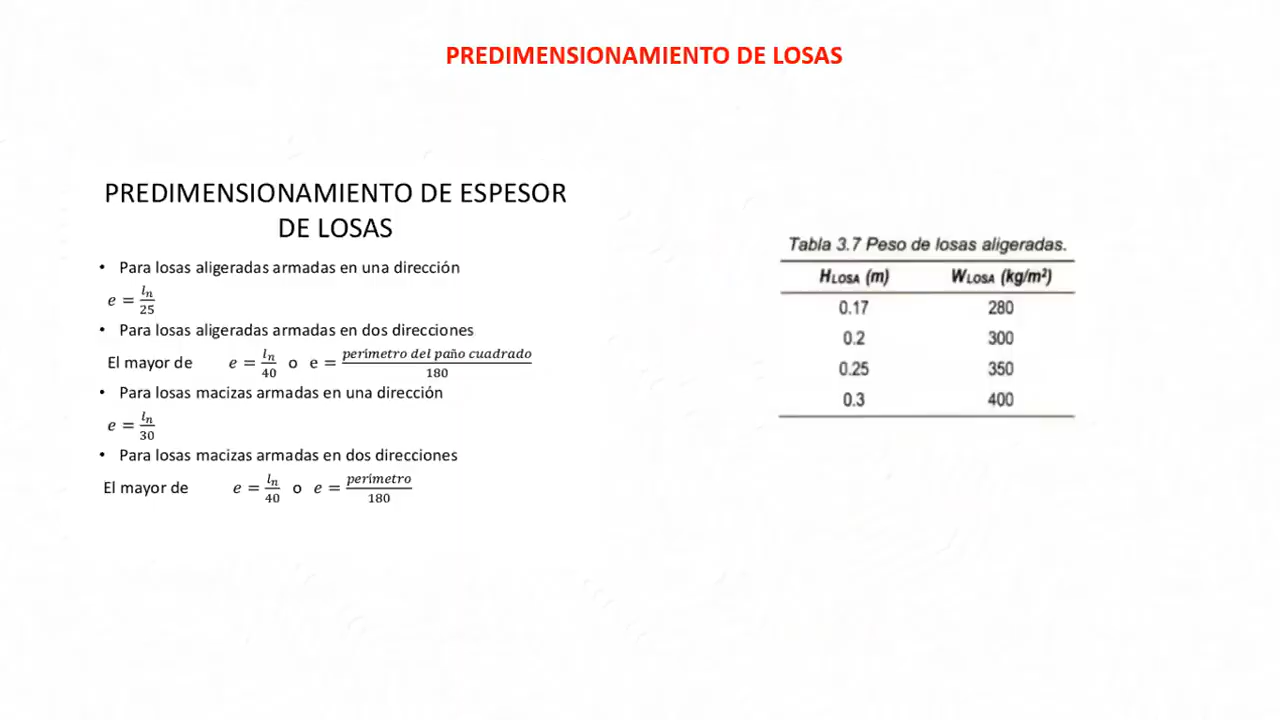 PREDIMENSIONAMIENTO DE LOSAS
PREDIMENSIONAMIENTO DE ESPESOR
DE LOSAS
• Para losas aligeradas armadas en una dirección
e = lₙ/25
• Para losas aligeradas armadas en dos direcciones
El mayor de e = lₙ/40 o e = perímetro del paño cuadrado/180
• Para losas macizas armadas en una dirección
e = lₙ/30
• Para losas macizas armadas en dos direcciones
El mayor de e = lₙ/40 o e = perímetro/180
Tabla 3.7 Peso de losas aligeradas.
HLOSA (m) WLOSA (kg/m²)
0.17 280
0.2 300
0.25 350
0.3 400